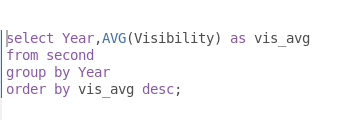 select Year,AVG(Visibility) as vis_avg
from second
group by Year
order by vis_avg desc;